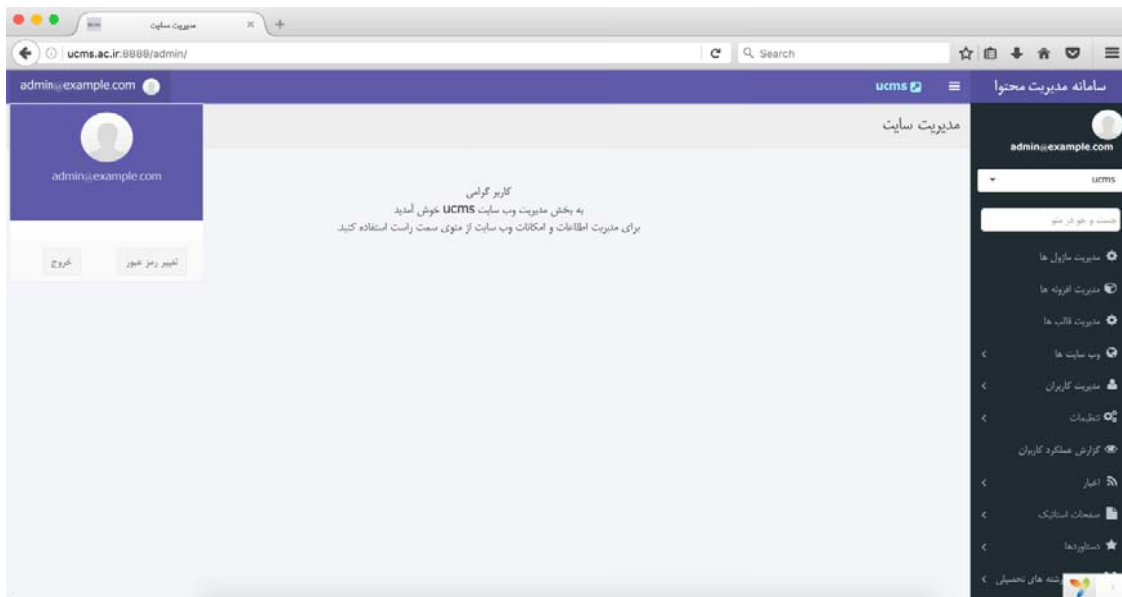 مدیریت سایت
ucms.ac.ir:8888/admin/
Search
سامانه مدیریت محتوا
ucms
admin@example.com
admin@example.com
ucms
جست و جو در منو
مدیریت ماژول ها
مدیریت افزونه ها
مدیریت قالب ها
وب سایت ها
مدیریت کاربران
تنظیمات
گزارش عملکرد کاربران
اخبار
صفحات استاتیک
دستاوردها
رشته های تحصیلی
مدیریت سایت
کاربر گرامی
به بخش مدیریت وب سایت ucms خوش آمدید
برای مدیریت اطلاعات و امکانات وب سایت از منوی سمت راست استفاده کنید.
admin@example.com
تغییر رمز عبور
خروج